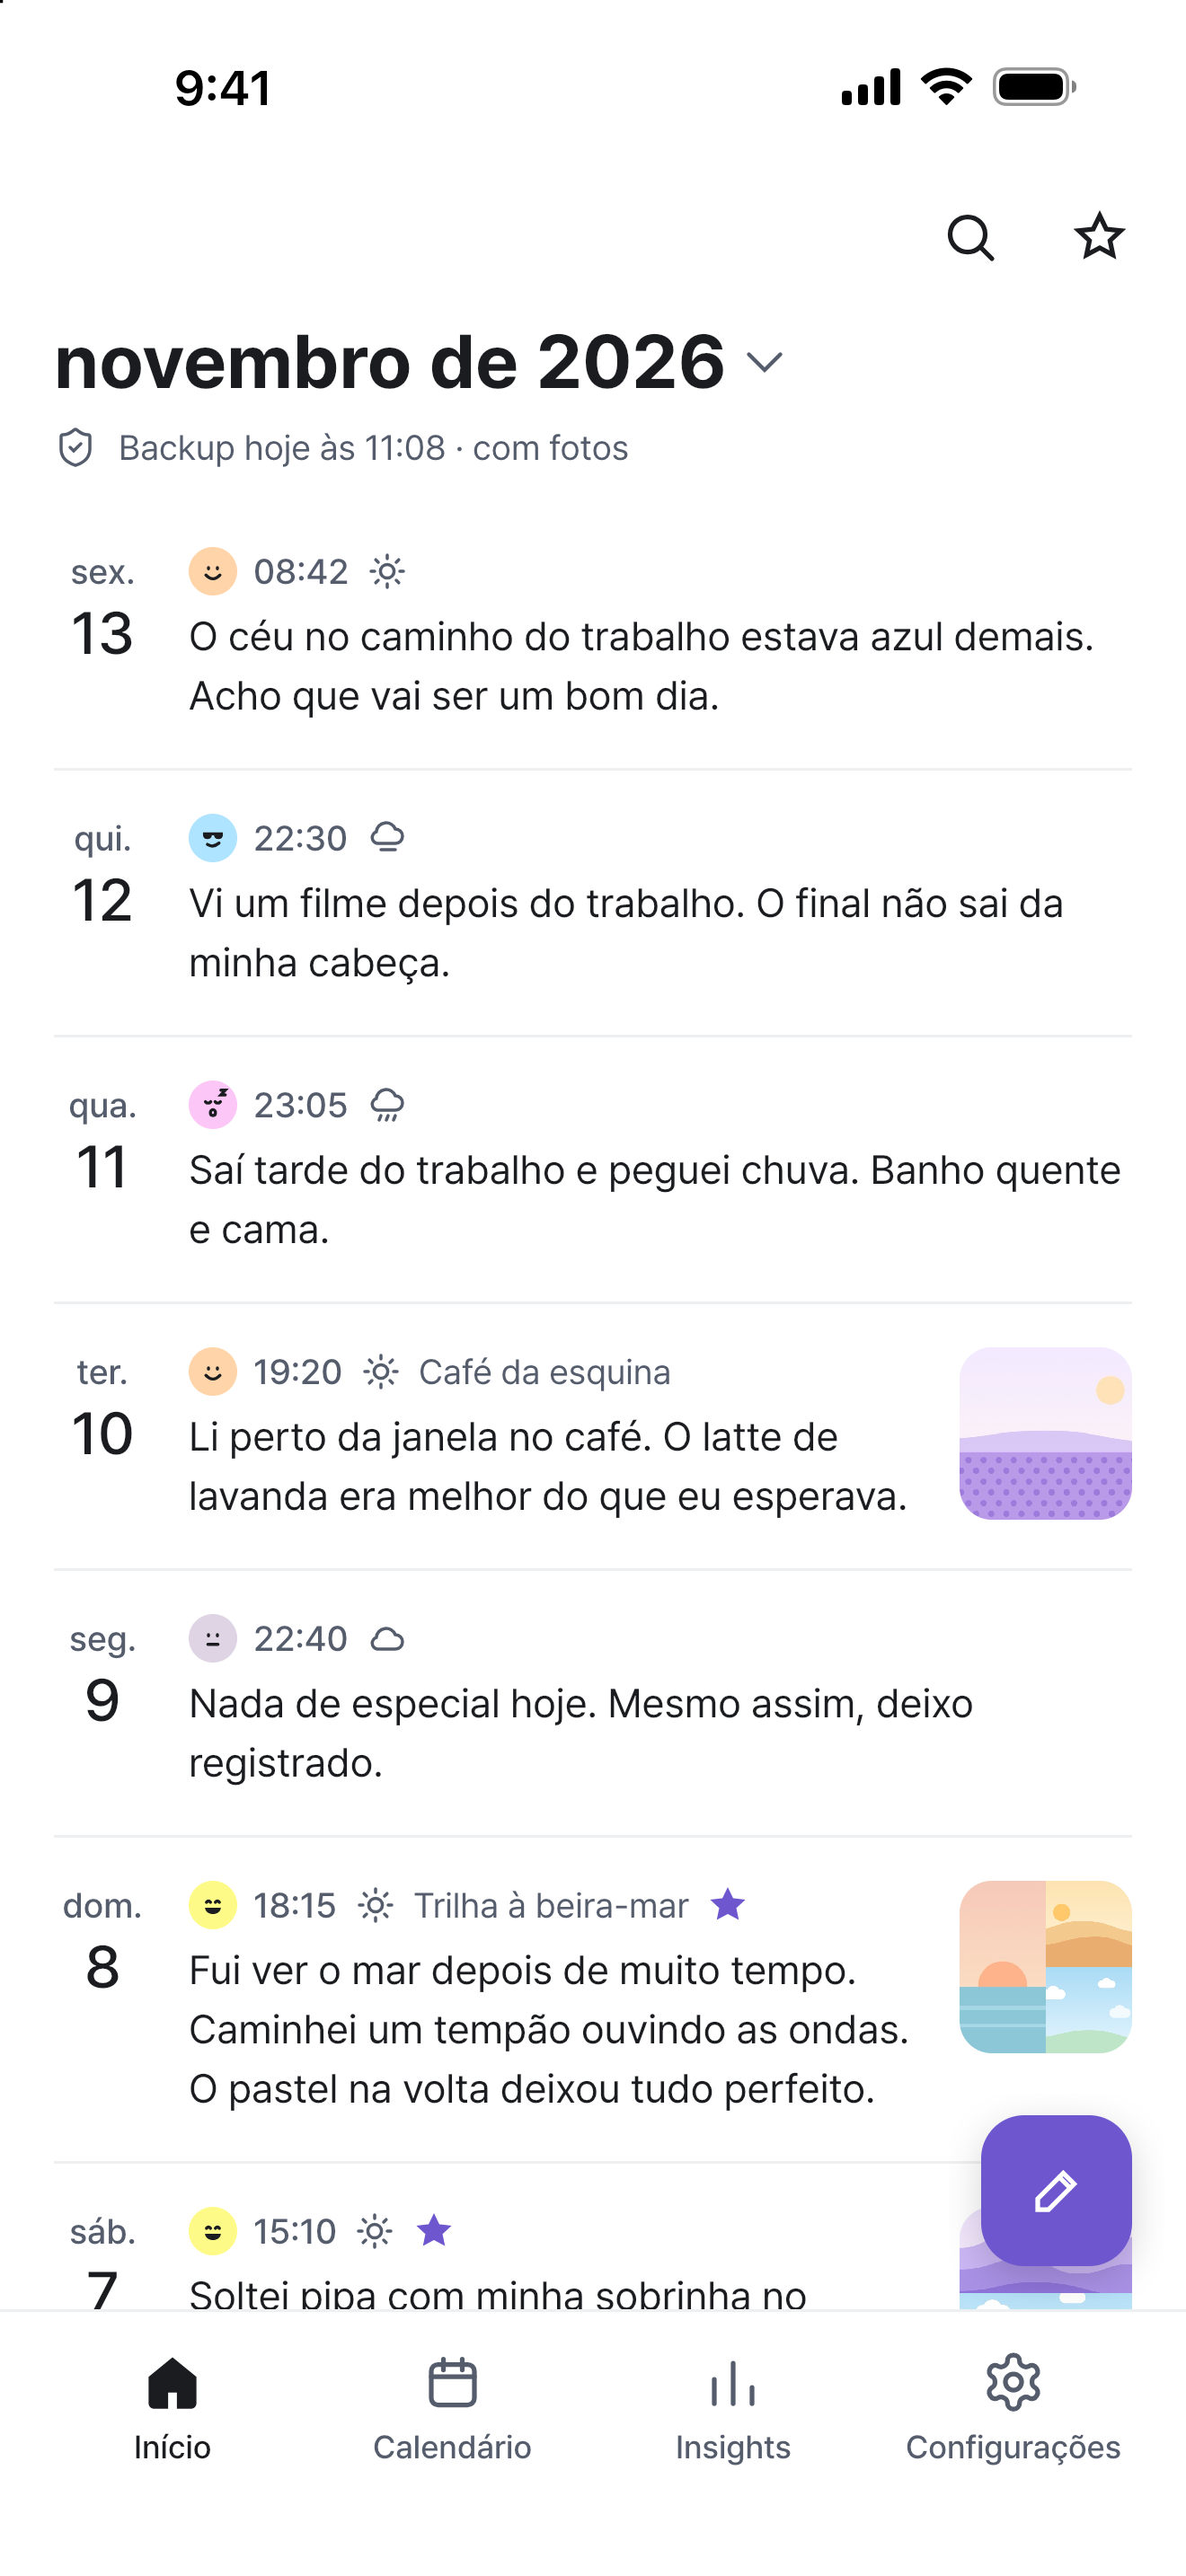 9:41
novembro de 2026
Backup hoje às 11:08 · com fotos
sex.
13
08:42
O céu no caminho do trabalho estava azul demais.
Acho que vai ser um bom dia.
qui.
12
22:30
Vi um filme depois do trabalho. O final não sai da
minha cabeça.
qua.
11
23:05
Saí tarde do trabalho e peguei chuva. Banho quente
e cama.
ter.
10
19:20 Café da esquina
Li perto da janela no café. O latte de
lavanda era melhor do que eu esperava.
seg.
9
22:40
Nada de especial hoje. Mesmo assim, deixo
registrado.
dom.
8
18:15 Trilha à beira-mar
Fui ver o mar depois de muito tempo.
Caminhei um tempão ouvindo as ondas.
O pastel na volta deixou tudo perfeito.
sáb.
7
15:10
Soltei pipa com minha sobrinha no
Início
Calendário
Insights
Configurações